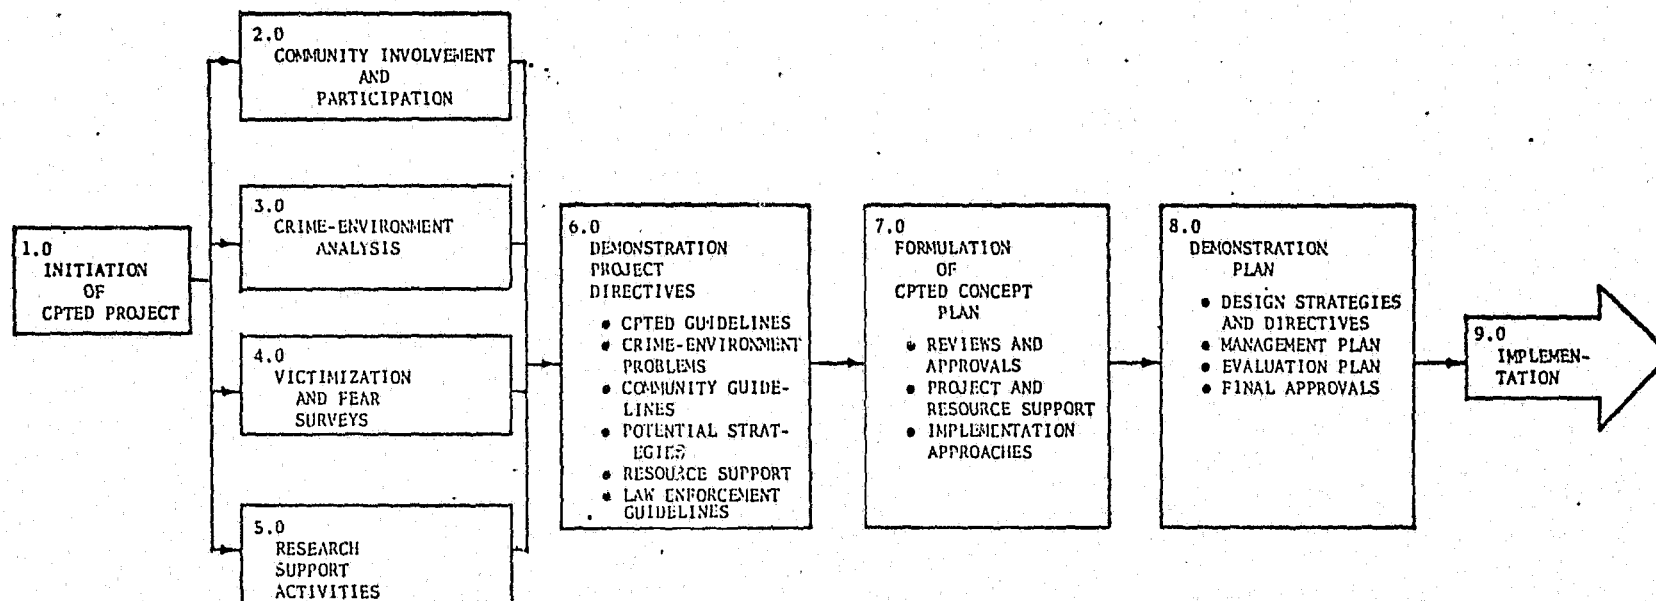 1.0
INITIATION
OF
CPTED PROJECT
2.0
COMMUNITY INVOLVEMENT
AND
PARTICIPATION
3.0
CRIME-ENVIRONMENT
ANALYSIS
4.0
VICTIMIZATION
AND FEAR
SURVEYS
5.0
RESEARCH
SUPPORT
ACTIVITIES
6.0
DEMONSTRATION
PROJECT
DIRECTIVES
• CPTED GUIDELINES
• CRIME-ENVIRONMENT
PROBLEMS
• COMMUNITY GUIDE-
LINES
• POTENTIAL STRAT-
EGIES
• RESOURCE SUPPORT
• LAW ENFORCEMENT
GUIDELINES
7.0
FORMULATION
OF
CPTED CONCEPT
PLAN
• REVIEWS AND
APPROVALS
• PROJECT AND
RESOURCE SUPPORT
• IMPLEMENTATION
APPROACHES
8.0
DEMONSTRATION
PLAN
• DESIGN STRATEGIES
AND DIRECTIVES
• MANAGEMENT PLAN
• EVALUATION PLAN
• FINAL APPROVALS
9.0
IMPLEMEN-
TATION